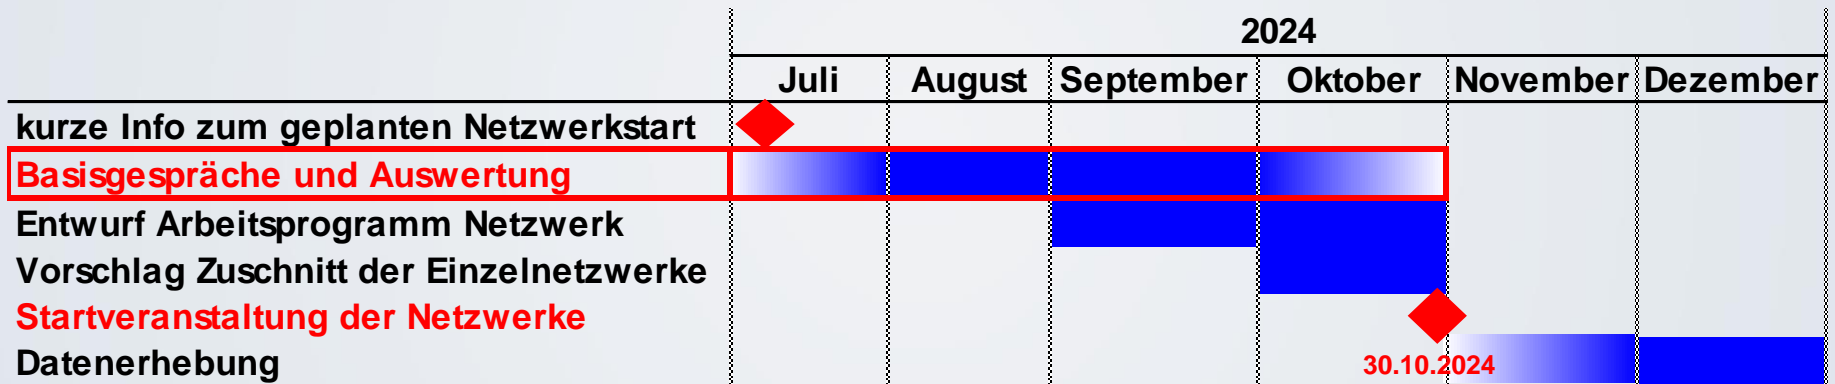 2024
Juli August September Oktober November Dezember
kurze Info zum geplanten Netzwerkstart
Basisgespräche und Auswertung
Entwurf Arbeitsprogramm Netzwerk
Vorschlag Zuschnitt der Einzelnetzwerke
Startveranstaltung der Netzwerke
Datenerhebung 30.10.2024